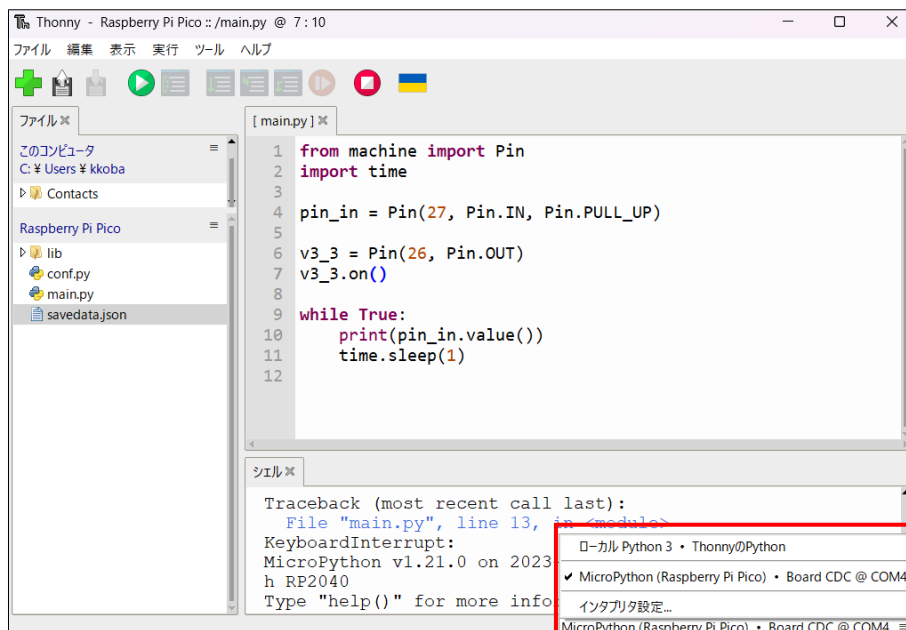 Thonny - Raspberry Pi Pico :: /main.py @ 7 : 10
ファイル 編集 表示 実行 ツール ヘルプ
ファイル
このコンピュータ
C: ¥ Users ¥ kkoba
Contacts
Raspberry Pi Pico
lib
conf.py
main.py
savedata.json
[ main.py ]
1 from machine import Pin
2 import time
3
4 pin_in = Pin(27, Pin.IN, Pin.PULL_UP)
5
6 v3_3 = Pin(26, Pin.OUT)
7 v3_3.on()
8
9 while True:
10     print(pin_in.value())
11     time.sleep(1)
12
シェル
Traceback (most recent call last):
  File "main.py", line 13, in <module>
KeyboardInterrupt:
MicroPython v1.21.0 on 2023-
h RP2040
Type "help()" for more info
ローカル Python 3 • ThonnyのPython
✔ MicroPython (Raspberry Pi Pico) • Board CDC @ COM4
インタプリタ設定...
MicroPython (Raspberry Pi Pico) • Board CDC @ COM4 ≡